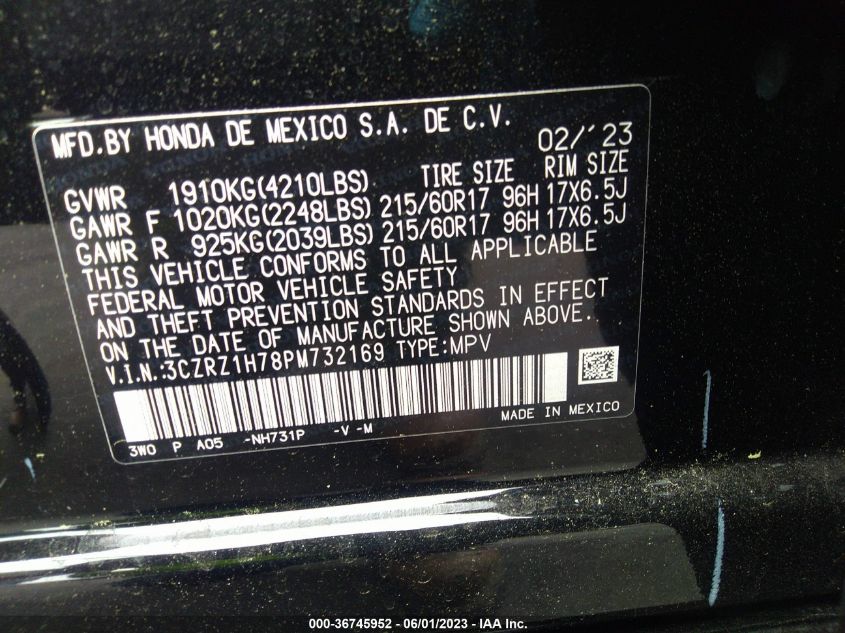 MFD.BY HONDA DE MEXICO S.A. DE C.V. 02/'23
TIRE SIZE RIM SIZE
GVWR 1910KG(4210LBS)
GAWR F 1020KG(2248LBS) 215/60R17 96H 17X6.5J
GAWR R 925KG(2039LBS) 215/60R17 96H 17X6.5J
THIS VEHICLE CONFORMS TO ALL APPLICABLE
FEDERAL MOTOR VEHICLE SAFETY
AND THEFT PREVENTION STANDARDS IN EFFECT
ON THE DATE OF MANUFACTURE SHOWN ABOVE.
V.I.N.:3CZRZ1H78PM732169 TYPE:MPV
3W0 P A05 -NH731P -V -M
MADE IN MEXICO
000-36745952 - 06/01/2023 - IAA Inc.